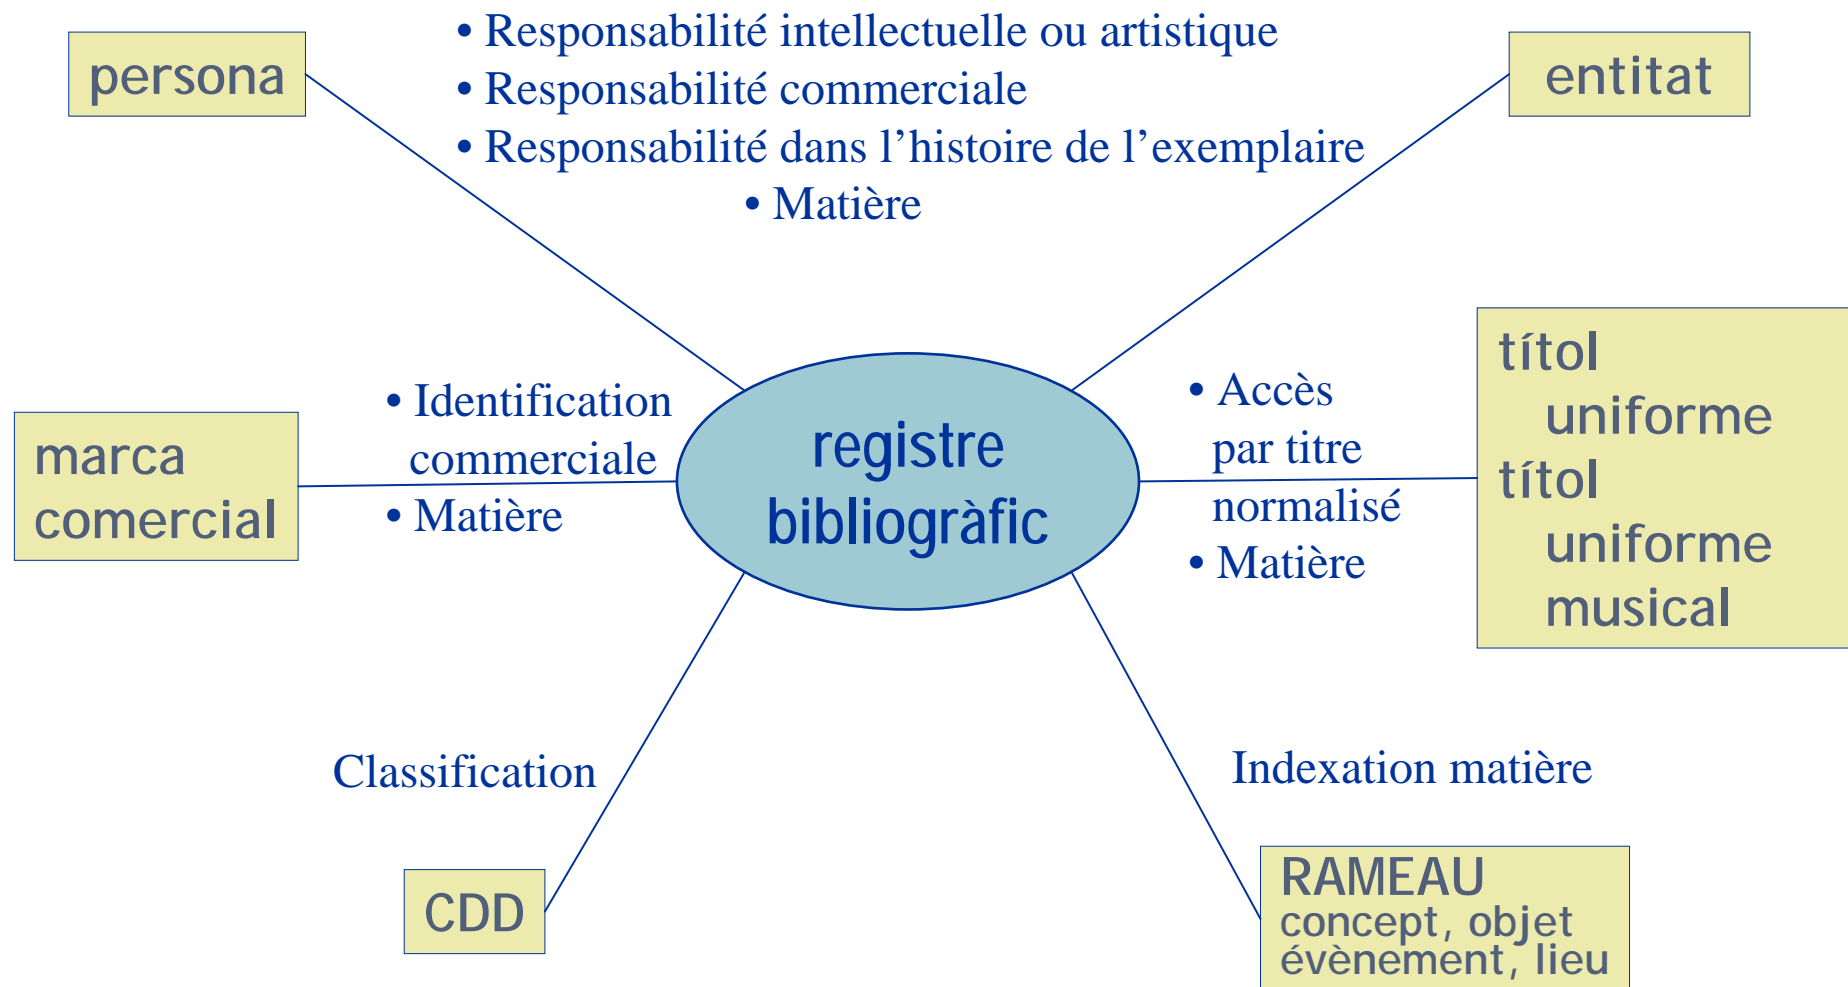 • Responsabilité intellectuelle ou artistique
• Responsabilité commerciale
• Responsabilité dans l’histoire de l’exemplaire
• Matière
persona
entitat
marca
comercial
• Identification
commerciale
• Matière
registre
bibliogràfic
• Accès
par titre
normalisé
• Matière
títol
uniforme
títol
uniforme
musical
Classification
Indexation matière
CDD
RAMEAU
concept, objet
évènement, lieu